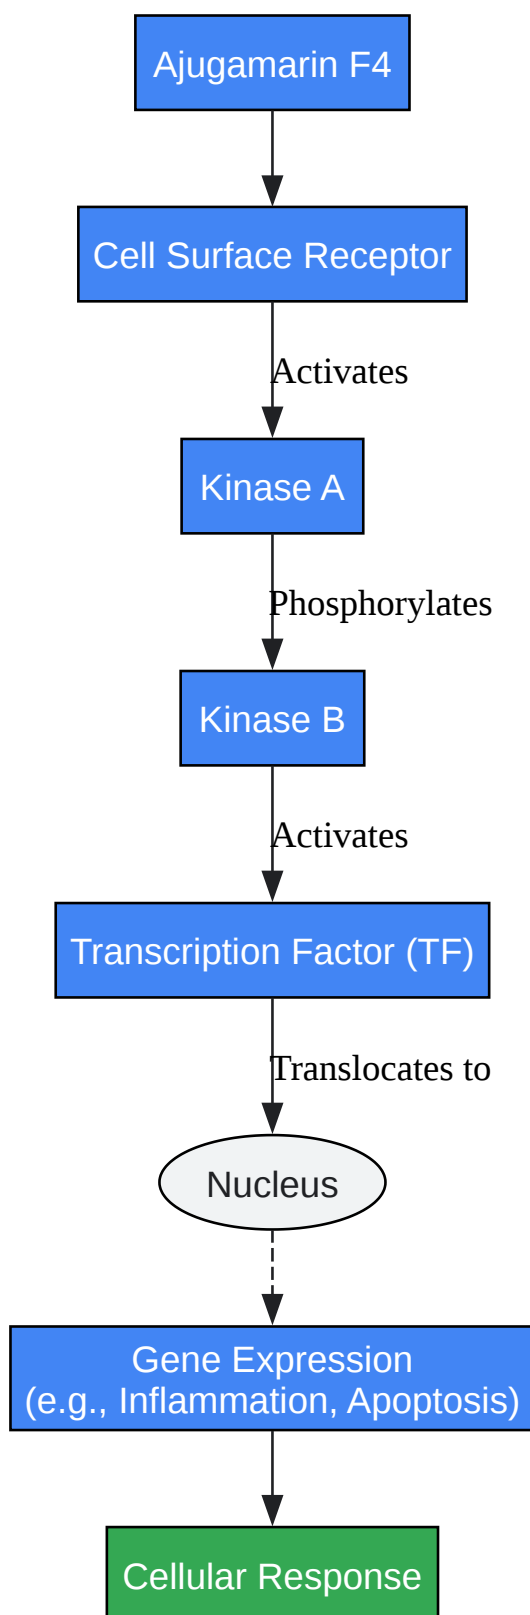 Ajugamarin F4
Cell Surface Receptor
Activates
Kinase A
Phosphorylates
Kinase B
Activates
Transcription Factor (TF)
Translocates to
Nucleus
Gene Expression
(e.g., Inflammation, Apoptosis)
Cellular Response